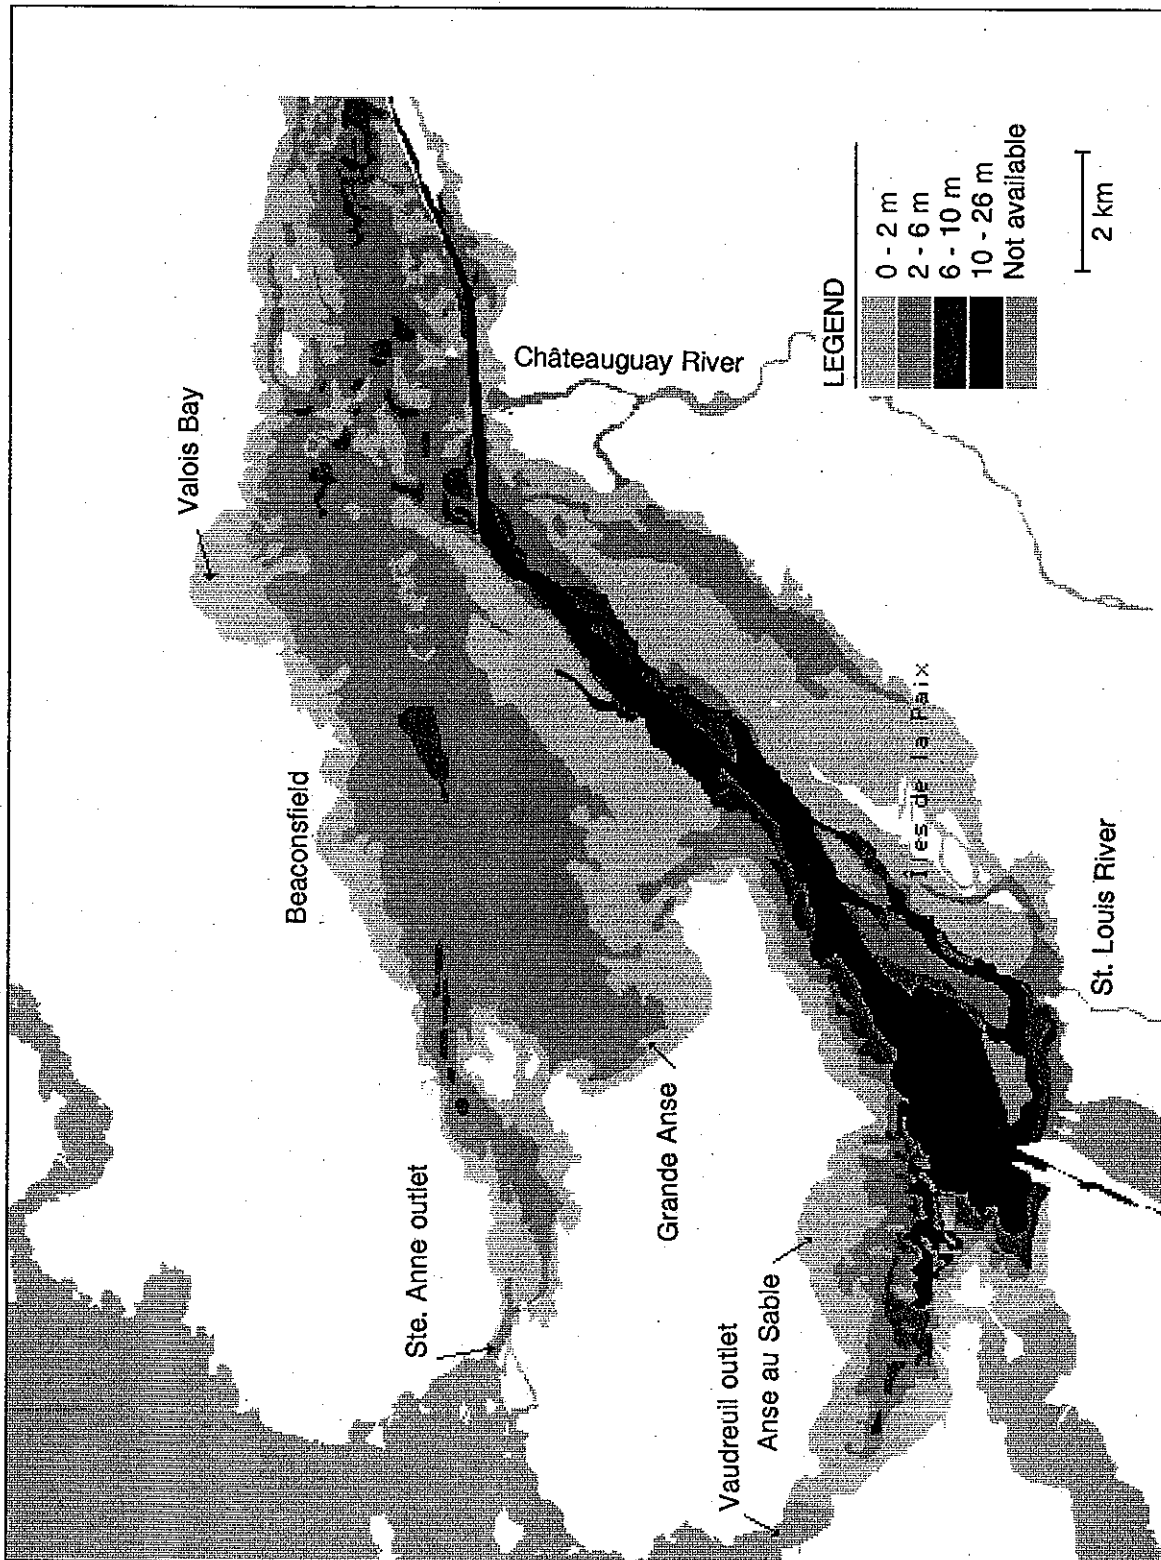 Valois Bay
Beaconsfield
Châteauguay River
Îles de la Paix
St. Louis River
Grande Anse
Ste. Anne outlet
Anse au Sable
Vaudreuil outlet
LEGEND
0 - 2 m
2 - 6 m
6 - 10 m
10 - 26 m
Not available
2 km